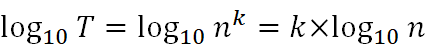 log₁₀ T = log₁₀ nᵏ = k×log₁₀ n